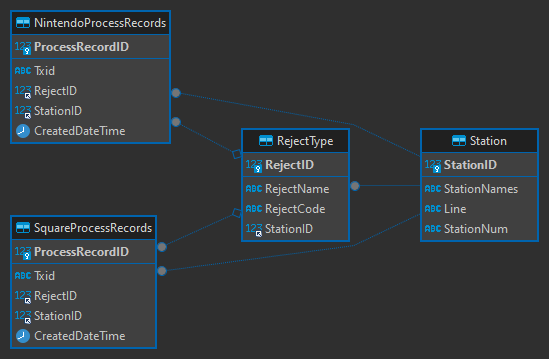 NintendoProcessRecords
123 ProcessRecordID
ABC Txid
123 RejectID
123 StationID
CreatedDateTime
RejectType
123 RejectID
ABC RejectName
ABC RejectCode
123 StationID
Station
123 StationID
ABC StationNames
ABC Line
ABC StationNum
SquareProcessRecords
123 ProcessRecordID
ABC Txid
123 RejectID
123 StationID
CreatedDateTime